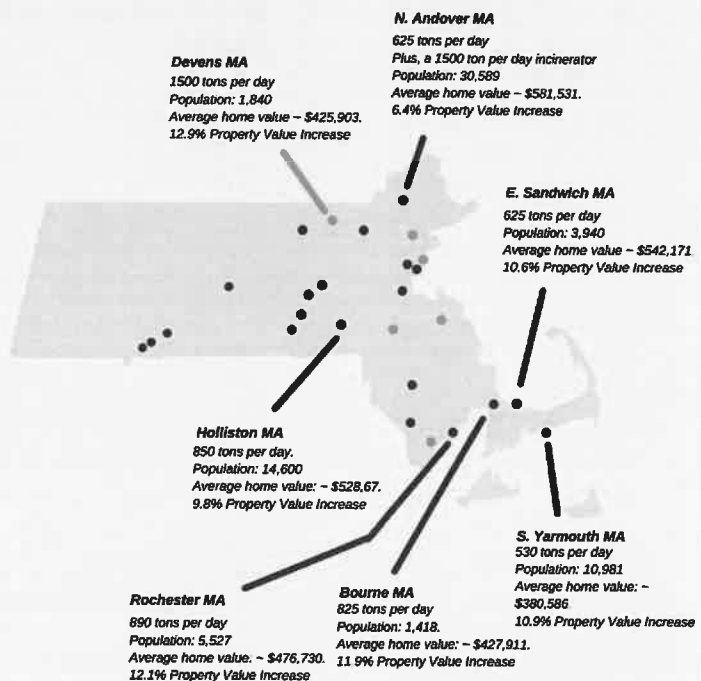 N. Andover MA
625 tons per day
Plus, a 1500 ton per day incinerator
Population: 30,589
Average home value ~ $581,531.
6.4% Property Value Increase
Devens MA
1500 tons per day
Population: 1,840
Average home value ~ $425,903.
12.9% Property Value Increase
E. Sandwich MA
625 tons per day
Population: 3,940
Average home value ~ $542,171
10.6% Property Value Increase
Holliston MA
850 tons per day.
Population: 14,600
Average home value: ~ $528,67.
9.8% Property Value Increase
S. Yarmouth MA
530 tons per day
Population: 10,981
Average home value: ~
$380,586
10.9% Property Value Increase
Rochester MA
890 tons per day
Population: 5,527
Average home value. ~ $476,730.
12.1% Property Value Increase
Bourne MA
825 tons per day
Population: 1,418.
Average home value: ~ $427,911.
11 9% Property Value Increase